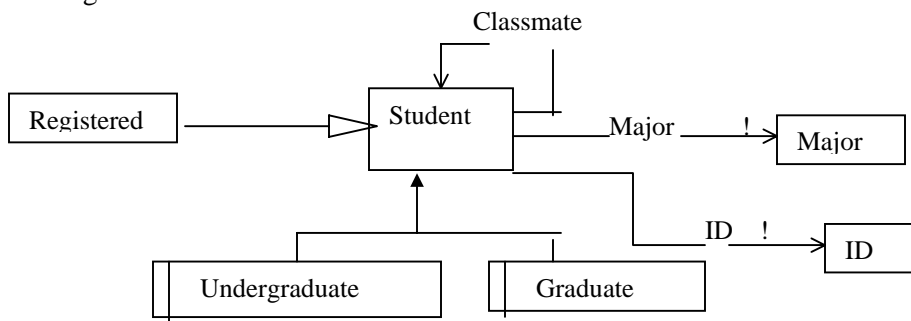 Classmate
Registered
Student
Major !
Major
ID !
ID
Undergraduate
Graduate